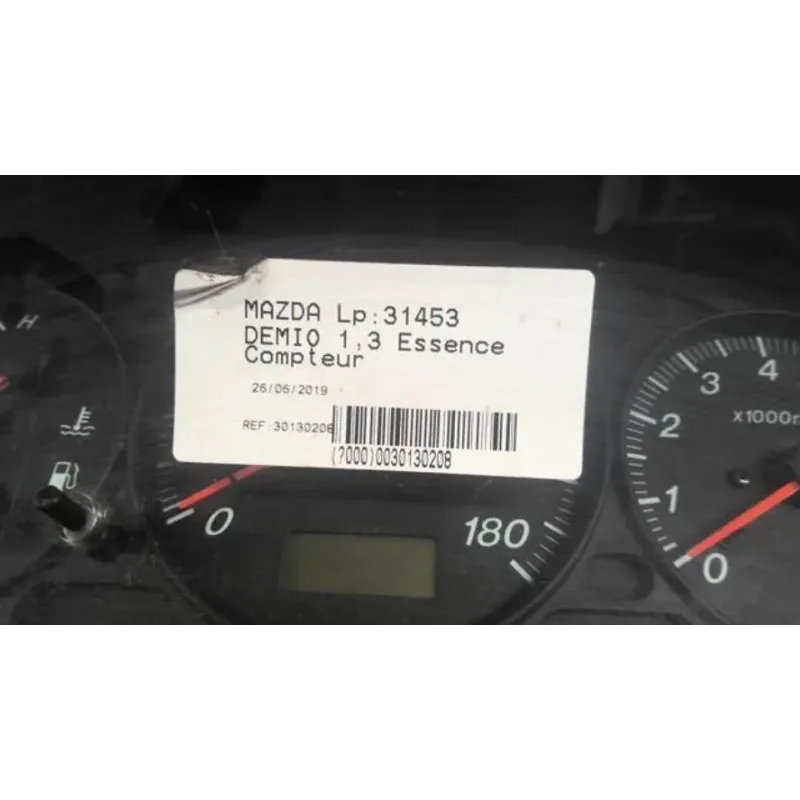 MAZDA Lp:31453
DEMIO 1,3 Essence
Compteur
26/06/2019
REF:30130208
(7000)0030130208
H
0
180
0
1
2
3
4
x1000r